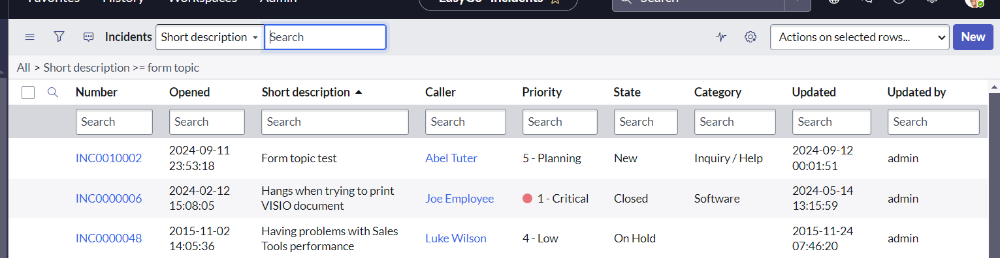 Favorites History Workspaces Admin EasyGo - Incidents Search
Incidents Short description Search Actions on selected rows... New
All > Short description >= form topic
Number Opened Short description Caller Priority State Category Updated Updated by
Search Search Search Search Search Search Search Search Search
INC0010002 2024-09-11 23:53:18 Form topic test Abel Tuter 5 - Planning New Inquiry / Help 2024-09-12 00:01:51 admin
INC0000006 2024-02-12 15:08:05 Hangs when trying to print VISIO document Joe Employee 1 - Critical Closed Software 2024-05-14 13:15:59 admin
INC0000048 2015-11-02 14:05:36 Having problems with Sales Tools performance Luke Wilson 4 - Low On Hold 2015-11-24 07:46:20 admin